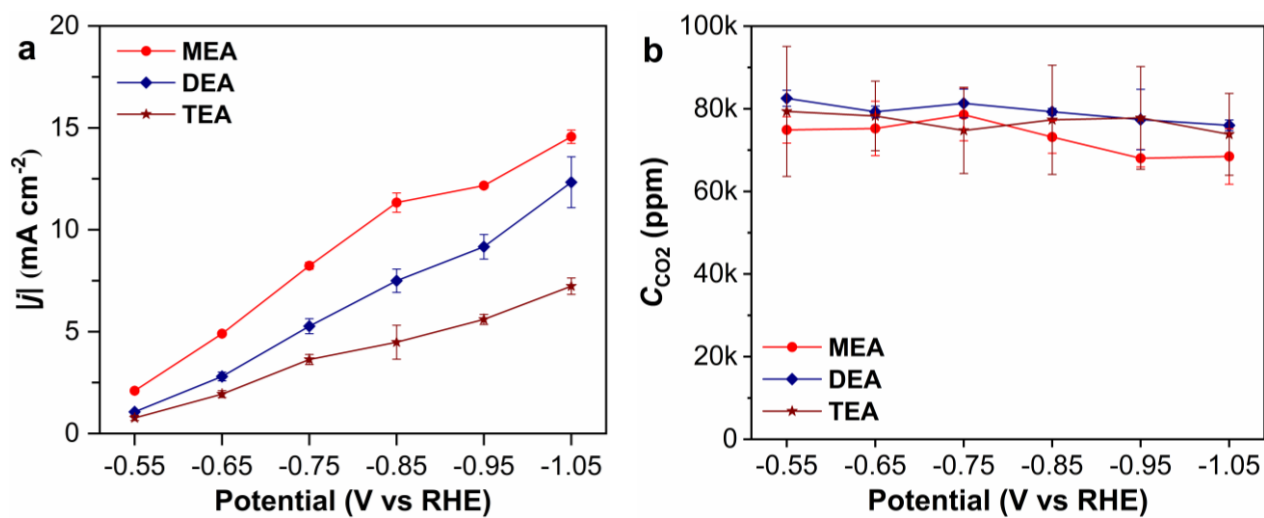 a
MEA
DEA
TEA
20
15
10
5
0
|j| (mA cm-2)
-0.55 -0.65 -0.75 -0.85 -0.95 -1.05
Potential (V vs RHE)
b
100k
80k
60k
40k
20k
0
CCO2 (ppm)
MEA
DEA
TEA
-0.55 -0.65 -0.75 -0.85 -0.95 -1.05
Potential (V vs RHE)